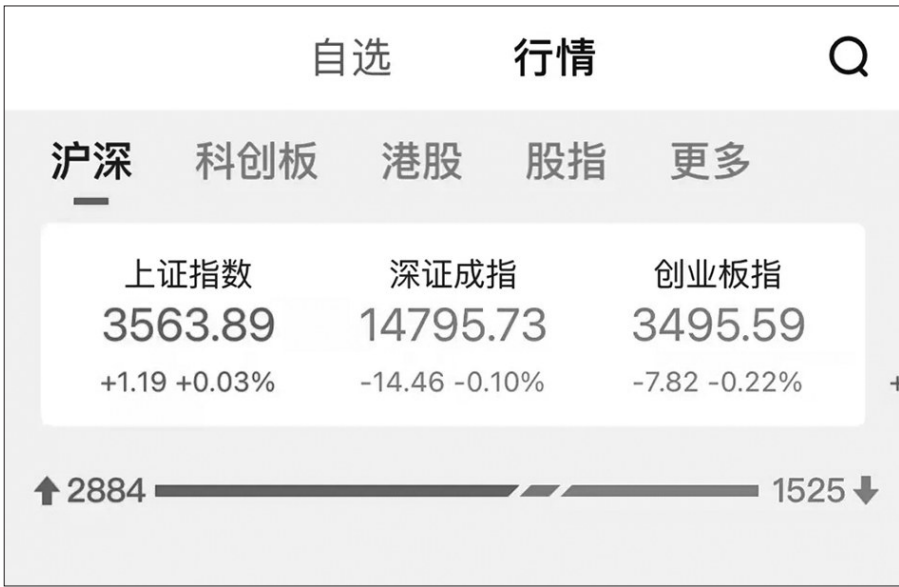 自选 行情
沪深 科创板 港股 股指 更多
上证指数 深证成指 创业板指
3563.89 14795.73 3495.59
+1.19 +0.03% -14.46 -0.10% -7.82 -0.22% +
2884 1525